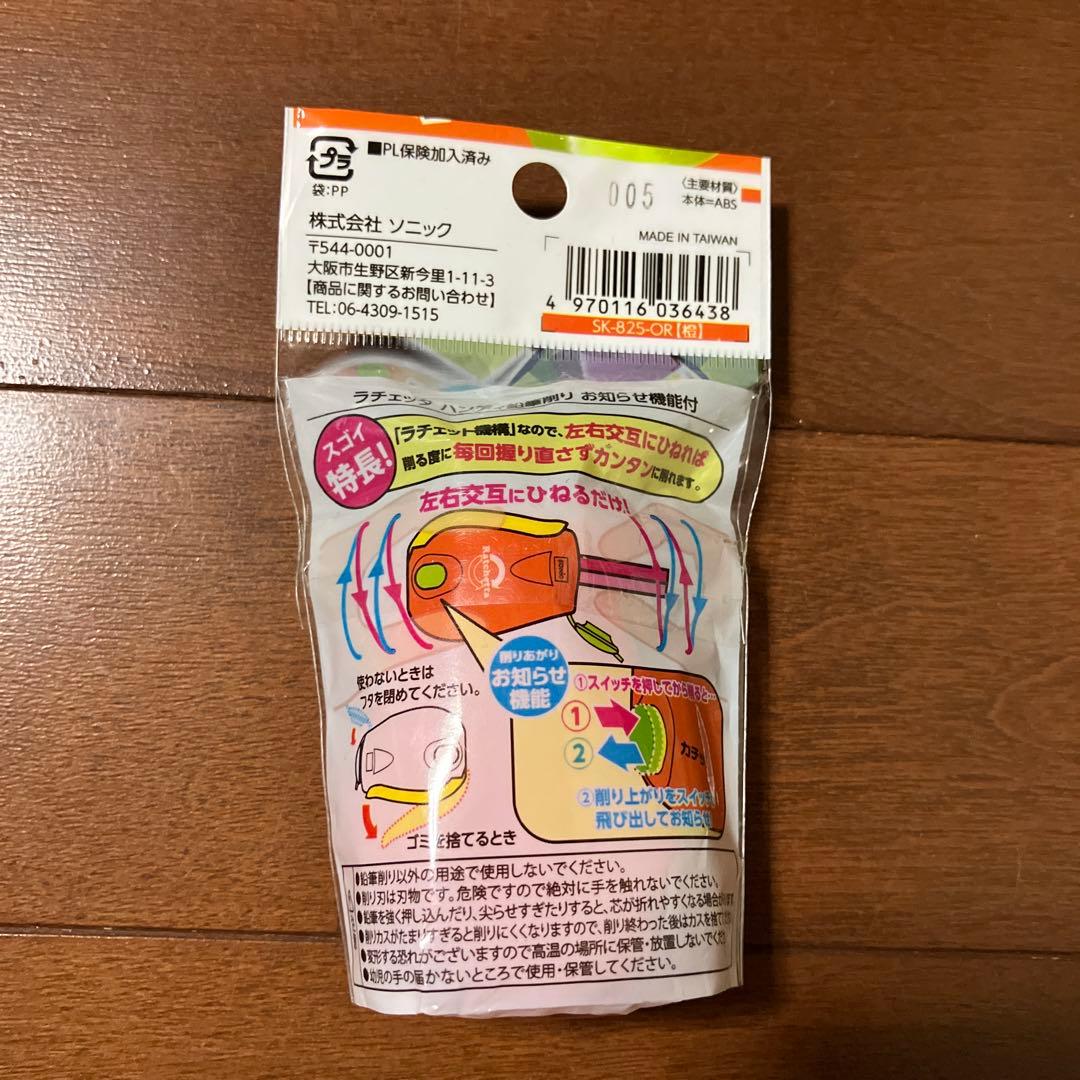 プラ
袋:PP
■PL保険加入済み
005
〈主要材質〉
本体=ABS
株式会社 ソニック
〒544-0001
大阪市生野区新今里1-11-3
【商品に関するお問い合わせ】
TEL:06-4309-1515
MADE IN TAIWAN
4 970116 036438
SK-825-OR【橙】
ラチェッタ ハンディ鉛筆削り お知らせ機能付
スゴイ
特長!
「ラチェット機構」なので、左右交互にひねれば
削る度に毎回握り直さずカンタンに削れます。
左右交互にひねるだけ!
Ratchetta
sonic
削りあがり
お知らせ
機能
使わないときは
フタを閉めてください。
①スイッチを押してから削ると…
①
②
カチッ
②削り上がりをスイッチ
飛び出してお知らせ
ゴミを捨てるとき
●鉛筆削り以外の用途で使用しないでください。
●削り刃は刃物です。危険ですので絶対に手を触れないでください。
●鉛筆を強く押し込んだり、尖らせすぎたりすると、芯が折れやすくなる場合が
●削りカスがたまりすぎると削りにくくなりますので、削り終わった後はカスを捨て
●変形する恐れがございますので高温の場所に保管・放置しないでくだ
●幼児の手の届かないところで使用・保管してください。